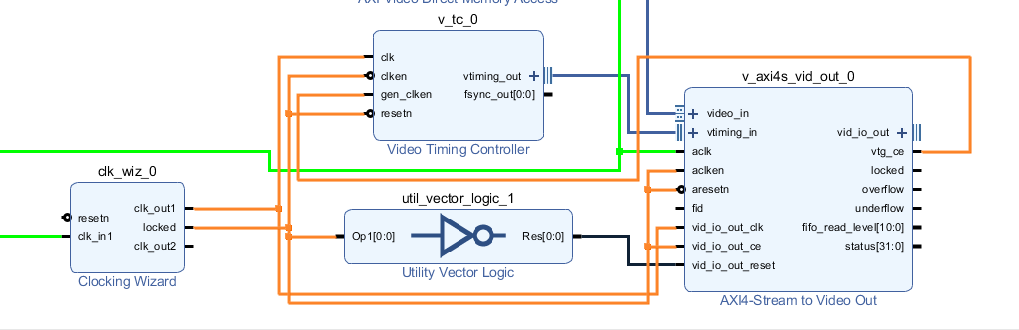 AXI Video Direct Memory Access
v_tc_0
clk
clken
gen_clken
resetn
vtiming_out
fsync_out[0:0]
Video Timing Controller
clk_wiz_0
resetn
clk_in1
clk_out1
locked
clk_out2
Clocking Wizard
util_vector_logic_1
Op1[0:0]
Res[0:0]
Utility Vector Logic
v_axi4s_vid_out_0
video_in
vtiming_in
aclk
aclken
aresetn
fid
vid_io_out_clk
vid_io_out_ce
vid_io_out_reset
vid_io_out
vtg_ce
locked
overflow
underflow
fifo_read_level[10:0]
status[31:0]
AXI4-Stream to Video Out